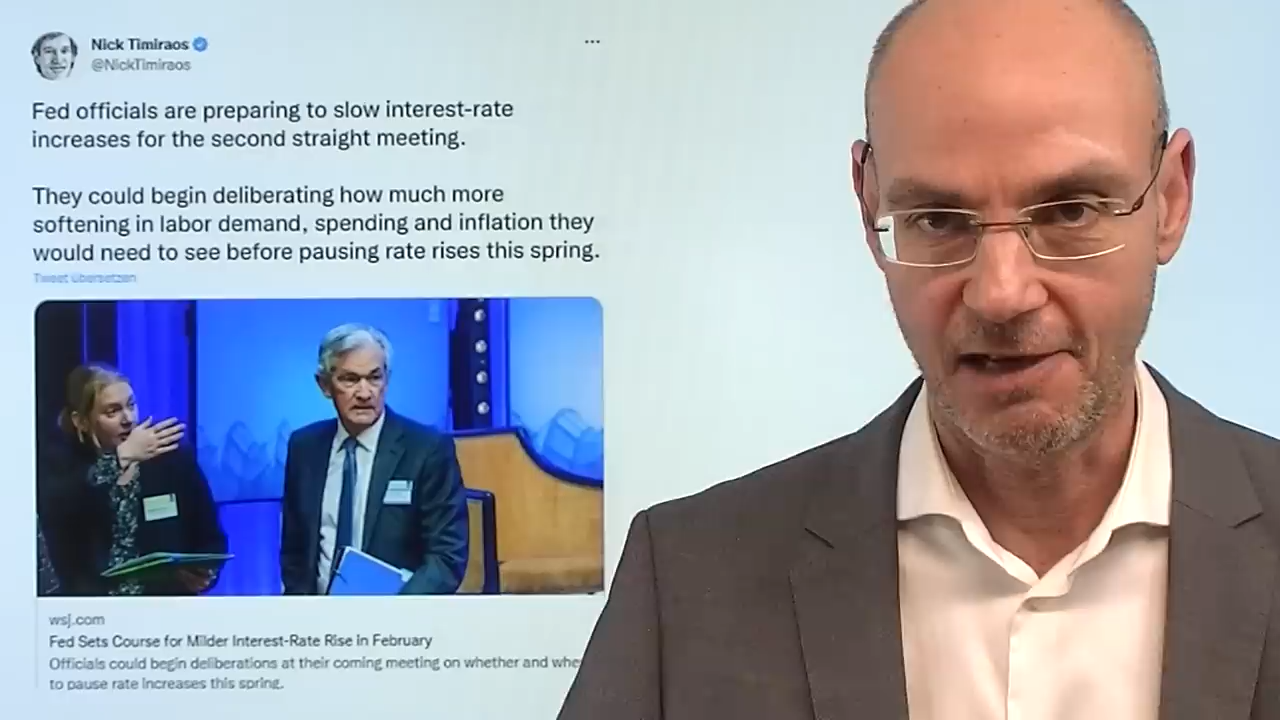 Nick Timiraos
@NickTimiraos
Fed officials are preparing to slow interest-rate
increases for the second straight meeting.
They could begin deliberating how much more
softening in labor demand, spending and inflation they
would need to see before pausing rate rises this spring.
Tweet übersetzen
wsj.com
Fed Sets Course for Milder Interest-Rate Rise in February
Officials could begin deliberations at their coming meeting on whether and
to pause rate increases this spring.